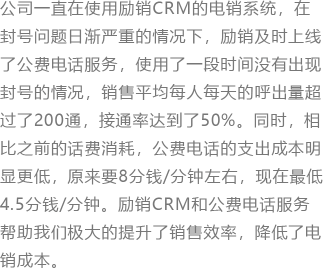 公司一直在使用励销CRM的电销系统，在
封号问题日渐严重的情况下，励销及时上线
了公费电话服务，使用了一段时间没有出现
封号的情况，销售平均每人每天的呼出量超
过了200通，接通率达到了50%。同时，相
比之前的话费消耗，公费电话的支出成本明
显更低，原来要8分钱/分钟左右，现在最低
4.5分钱/分钟。励销CRM和公费电话服务
帮助我们极大的提升了销售效率，降低了电
销成本。